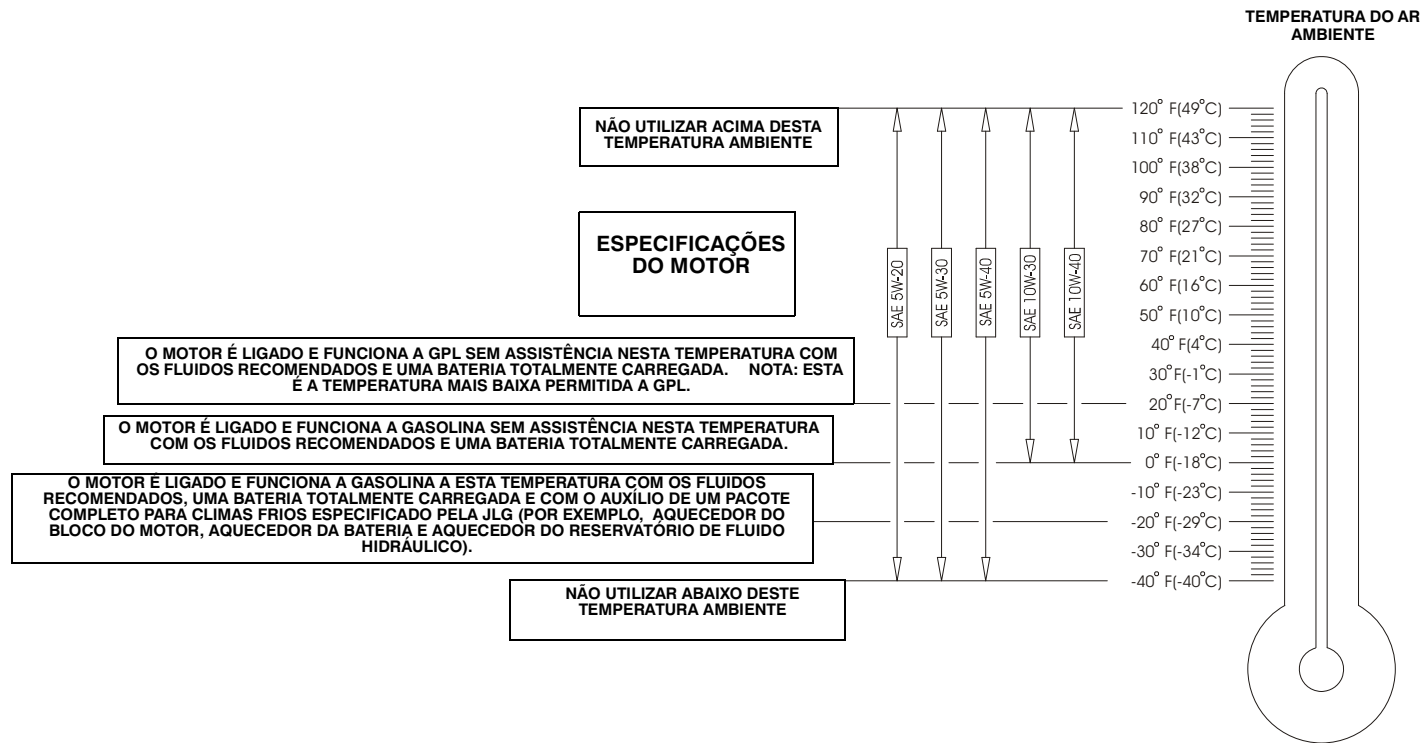 TEMPERATURA DO AR
AMBIENTE
NÃO UTILIZAR ACIMA DESTA
TEMPERATURA AMBIENTE
ESPECIFICAÇÕES
DO MOTOR
O MOTOR É LIGADO E FUNCIONA A GPL SEM ASSISTÊNCIA NESTA TEMPERATURA COM
OS FLUIDOS RECOMENDADOS E UMA BATERIA TOTALMENTE CARREGADA. NOTA: ESTA
É A TEMPERATURA MAIS BAIXA PERMITIDA A GPL.
O MOTOR É LIGADO E FUNCIONA A GASOLINA SEM ASSISTÊNCIA NESTA TEMPERATURA
COM OS FLUIDOS RECOMENDADOS E UMA BATERIA TOTALMENTE CARREGADA.
O MOTOR É LIGADO E FUNCIONA A GASOLINA A ESTA TEMPERATURA COM OS FLUIDOS
RECOMENDADOS, UMA BATERIA TOTALMENTE CARREGADA E COM O AUXÍLIO DE UM PACOTE
COMPLETO PARA CLIMAS FRIOS ESPECIFICADO PELA JLG (POR EXEMPLO, AQUECEDOR DO
BLOCO DO MOTOR, AQUECEDOR DA BATERIA E AQUECEDOR DO RESERVATÓRIO DE FLUIDO
HIDRÁULICO).
NÃO UTILIZAR ABAIXO DESTE
TEMPERATURA AMBIENTE
SAE 5W-20
SAE 5W-30
SAE 5W-40
SAE 10W-30
SAE 10W-40
120° F(49°C)
110° F(43°C)
100° F(38°C)
90° F(32°C)
80° F(27°C)
70° F(21°C)
60° F(16°C)
50° F(10°C)
40° F(4°C)
30°F(-1°C)
20°F(-7°C)
10° F(-12°C)
0° F(-18°C)
-10° F(-23°C)
-20° F(-29°C)
-30° F(-34°C)
-40° F(-40°C)